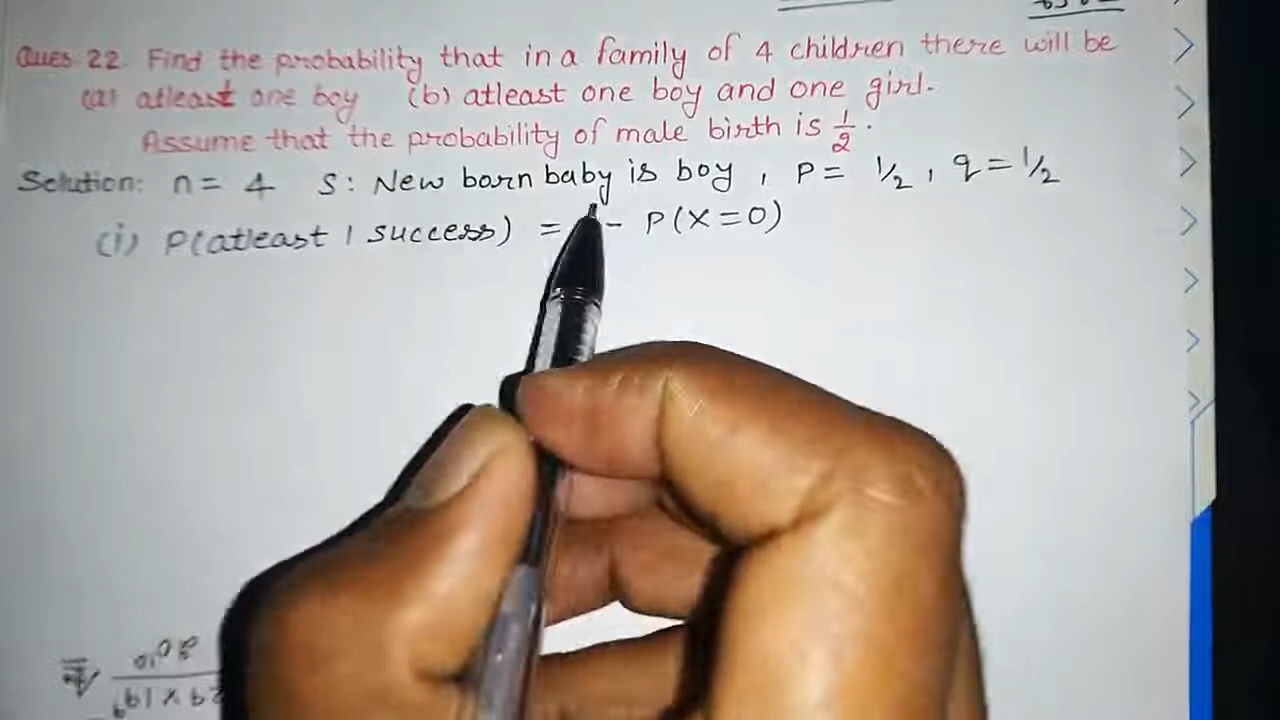 Ques. 22. Find the probability that in a family of 4 children there will be
(a) atleast one boy (b) atleast one boy and one girl.
Assume that the probability of male birth is 1/2.
Solution: n = 4 S: New born baby is boy, P = 1/2, q = 1/2
(i) P(atleast 1 success) = - P(X=0)